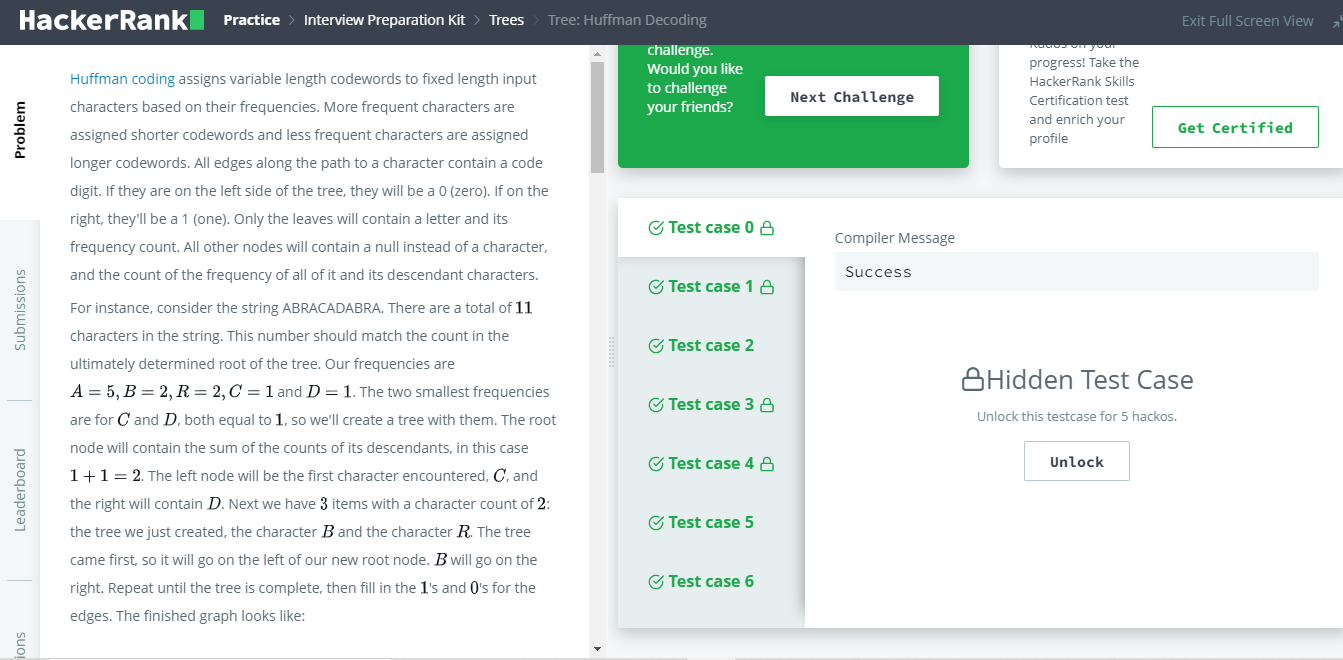 HackerRank
Practice > Interview Preparation Kit > Trees > Tree: Huffman Decoding
Exit Full Screen View
Problem
Submissions
Leaderboard
ions
Huffman coding assigns variable length codewords to fixed length input
characters based on their frequencies. More frequent characters are
assigned shorter codewords and less frequent characters are assigned
longer codewords. All edges along the path to a character contain a code
digit. If they are on the left side of the tree, they will be a 0 (zero). If on the
right, they'll be a 1 (one). Only the leaves will contain a letter and its
frequency count. All other nodes will contain a null instead of a character,
and the count of the frequency of all of it and its descendant characters.
For instance, consider the string ABRACADABRA. There are a total of 11
characters in the string. This number should match the count in the
ultimately determined root of the tree. Our frequencies are
A = 5, B = 2, R = 2, C = 1 and D = 1. The two smallest frequencies
are for C and D, both equal to 1, so we'll create a tree with them. The root
node will contain the sum of the counts of its descendants, in this case
1 + 1 = 2. The left node will be the first character encountered, C, and
the right will contain D. Next we have 3 items with a character count of 2:
the tree we just created, the character B and the character R. The tree
came first, so it will go on the left of our new root node. B will go on the
right. Repeat until the tree is complete, then fill in the 1's and 0's for the
edges. The finished graph looks like:
challenge.
Would you like
to challenge
your friends?
Next Challenge
on your
progress! Take the
HackerRank Skills
Certification test
and enrich your
profile
Get Certified
Test case 0
Test case 1
Test case 2
Test case 3
Test case 4
Test case 5
Test case 6
Compiler Message
Success
Hidden Test Case
Unlock this testcase for 5 hackos.
Unlock